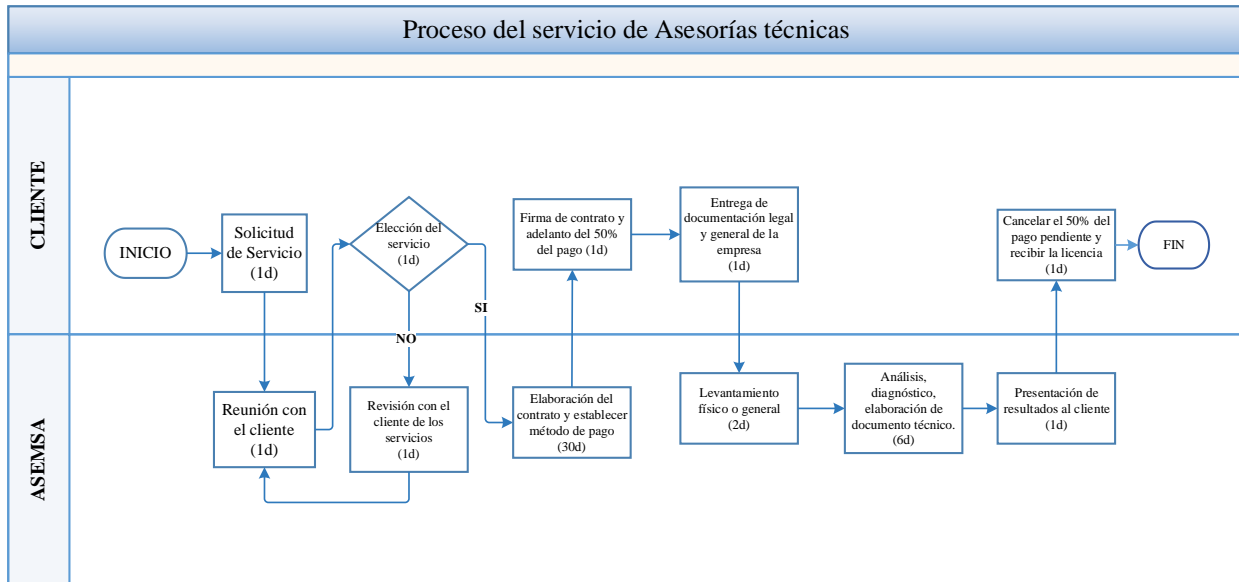 Proceso del servicio de Asesorías técnicas
CLIENTE
INICIO
Solicitud
de Servicio
(1d)
Elección del
servicio
(1d)
SI
NO
Firma de contrato y
adelanto del 50%
del pago (1d)
Entrega de
documentación legal
y general de la
empresa
(1d)
Cancelar el 50% del
pago pendiente y
recibir la licencia
(1d)
FIN
ASEMSA
Reunión con
el cliente
(1d)
Revisión con el
cliente de los
servicios
(1d)
Elaboración del
contrato y establecer
método de pago
(30d)
Levantamiento
físico o general
(2d)
Análisis,
diagnóstico,
elaboración de
documento técnico.
(6d)
Presentación de
resultados al cliente
(1d)